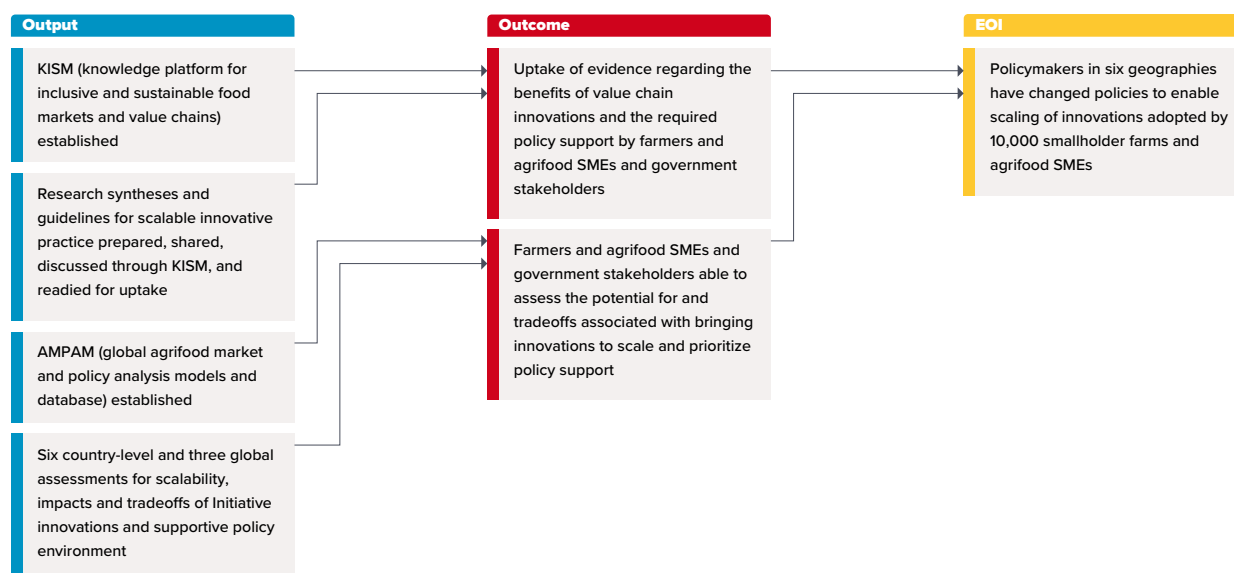 Output
KISM (knowledge platform for
inclusive and sustainable food
markets and value chains)
established
Research syntheses and
guidelines for scalable innovative
practice prepared, shared,
discussed through KISM, and
readied for uptake
AMPAM (global agrifood market
and policy analysis models and
database) established
Six country-level and three global
assessments for scalability,
impacts and tradeoffs of Initiative
innovations and supportive policy
environment
Outcome
Uptake of evidence regarding the
benefits of value chain
innovations and the required
policy support by farmers and
agrifood SMEs and government
stakeholders
Farmers and agrifood SMEs and
government stakeholders able to
assess the potential for and
tradeoffs associated with bringing
innovations to scale and prioritize
policy support
EOI
Policymakers in six geographies
have changed policies to enable
scaling of innovations adopted by
10,000 smallholder farms and
agrifood SMEs